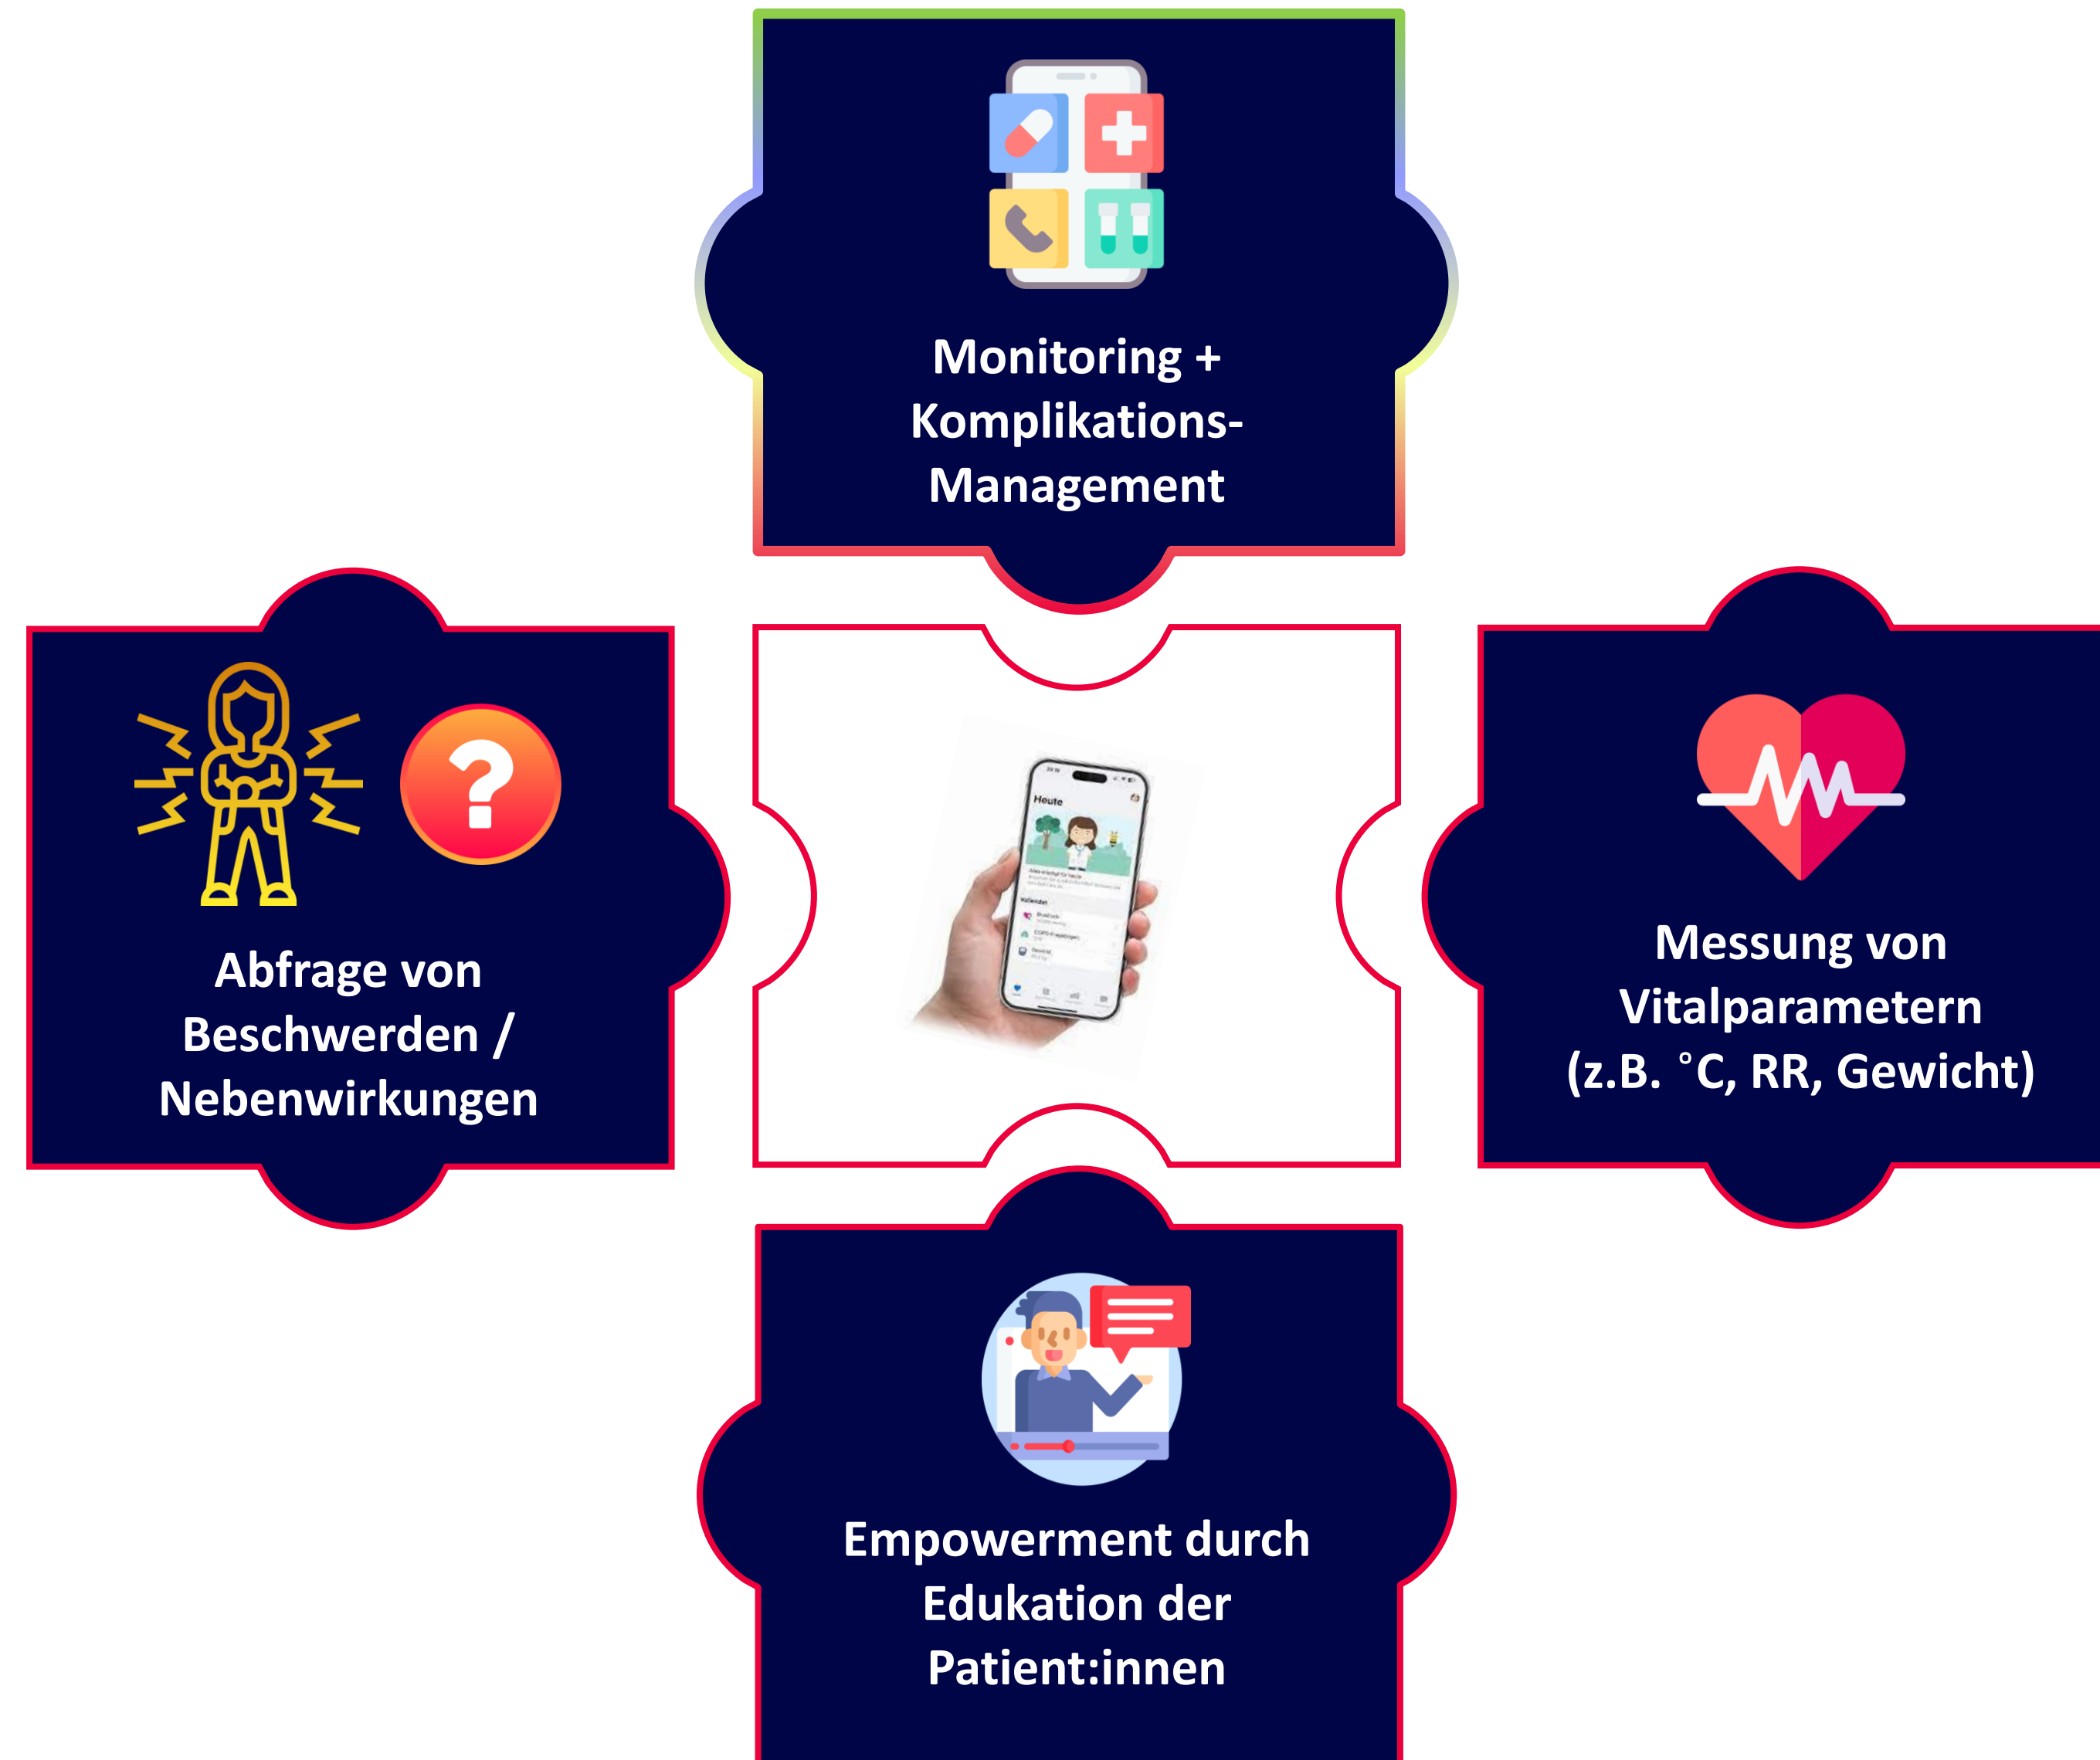 Monitoring +
Komplikations-
Management
Abfrage von
Beschwerden /
Nebenwirkungen
Heute
Messung von
Vitalparametern
(z.B. °C, RR, Gewicht)
Empowerment durch
Edukation der
Patient:innen